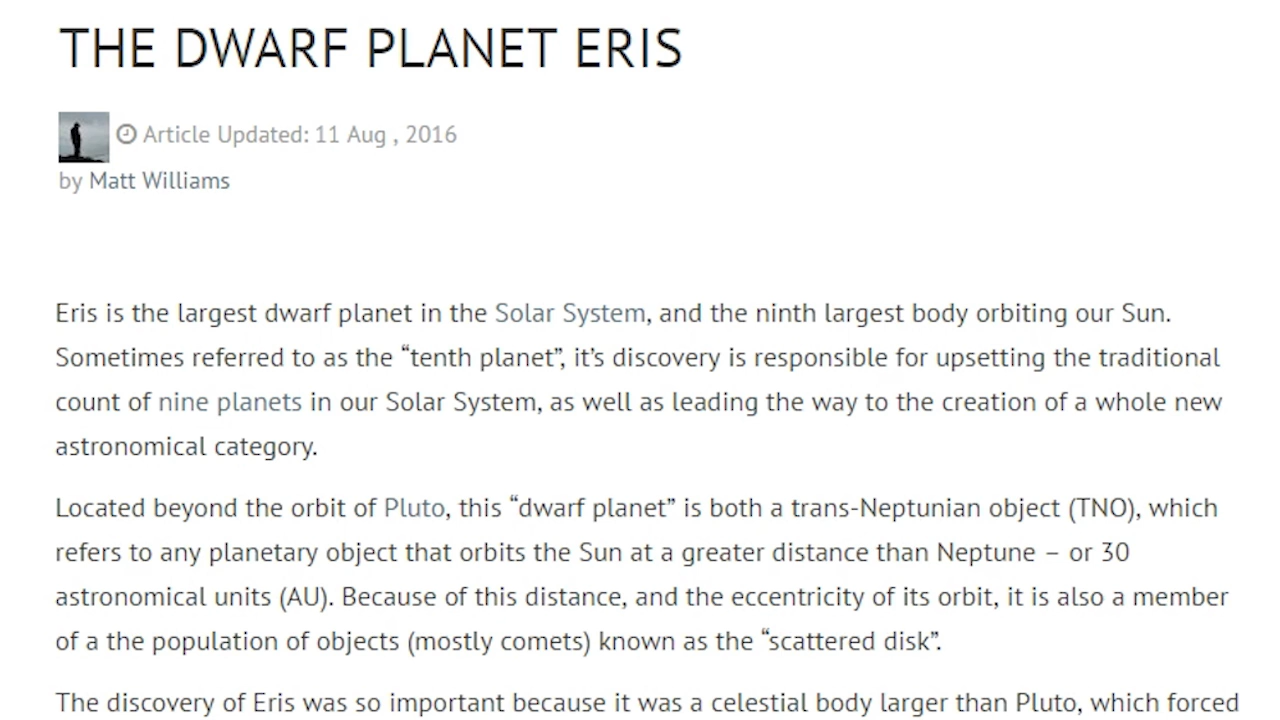 THE DWARF PLANET ERIS
Article Updated: 11 Aug , 2016
by Matt Williams
Eris is the largest dwarf planet in the Solar System, and the ninth largest body orbiting our Sun.
Sometimes referred to as the “tenth planet”, it’s discovery is responsible for upsetting the traditional
count of nine planets in our Solar System, as well as leading the way to the creation of a whole new
astronomical category.
Located beyond the orbit of Pluto, this “dwarf planet” is both a trans-Neptunian object (TNO), which
refers to any planetary object that orbits the Sun at a greater distance than Neptune – or 30
astronomical units (AU). Because of this distance, and the eccentricity of its orbit, it is also a member
of a the population of objects (mostly comets) known as the “scattered disk”.
The discovery of Eris was so important because it was a celestial body larger than Pluto, which forced